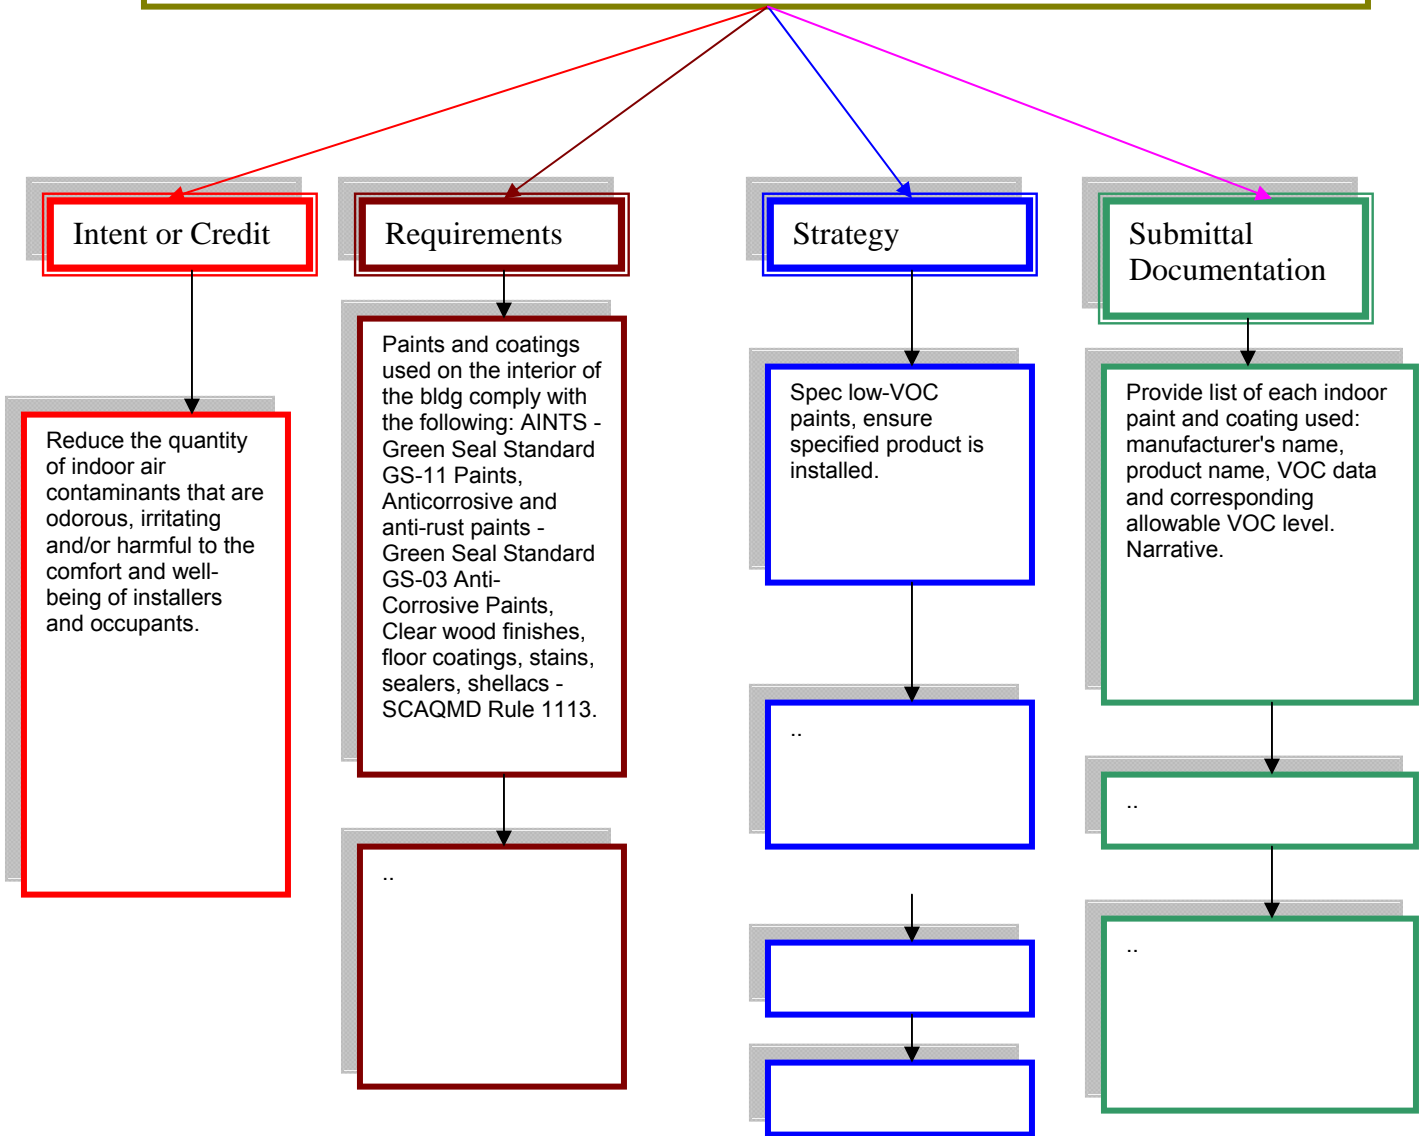 Intent or Credit
Reduce the quantity
of indoor air
contaminants that are
odorous, irritating
and/or harmful to the
comfort and well-
being of installers
and occupants.
Requirements
Paints and coatings
used on the interior of
the bldg comply with
the following: AINTS -
Green Seal Standard
GS-11 Paints,
Anticorrosive and
anti-rust paints -
Green Seal Standard
GS-03 Anti-
Corrosive Paints,
Clear wood finishes,
floor coatings, stains,
sealers, shellacs -
SCAQMD Rule 1113.
..
Strategy
Spec low-VOC
paints, ensure
specified product is
installed.
..
Submittal
Documentation
Provide list of each indoor
paint and coating used:
manufacturer's name,
product name, VOC data
and corresponding
allowable VOC level.
Narrative.
..
..